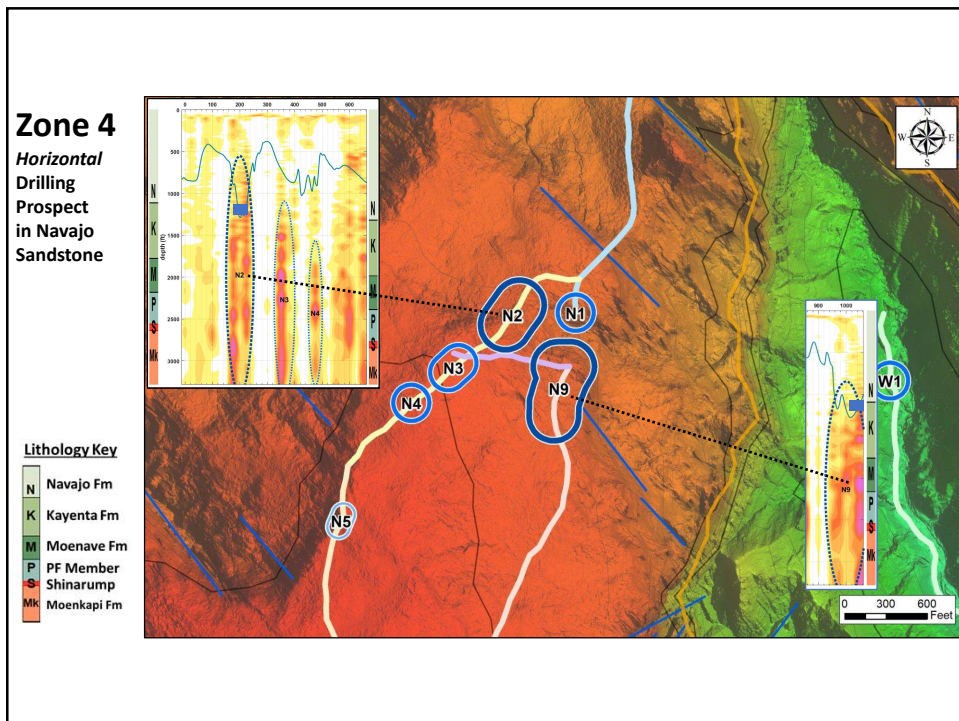 Zone 4
Horizontal
Drilling
Prospect
in Navajo
Sandstone
0 100 200 300 400 500 600
0
500
1000
1500
2000
2500
3000
depth (ft)
N
K
M
P
S
Mk
N2
N3
N4
N
K
M
P
S
Mk
N
W E
S
N1
N2
N3
N4
N5
N9
W1
900 1000
N9
N
K
M
P
S
Mk
0 300 600
Feet
Lithology Key
N Navajo Fm
K Kayenta Fm
M Moenave Fm
P PF Member
S Shinarump
Mk Moenkapi Fm